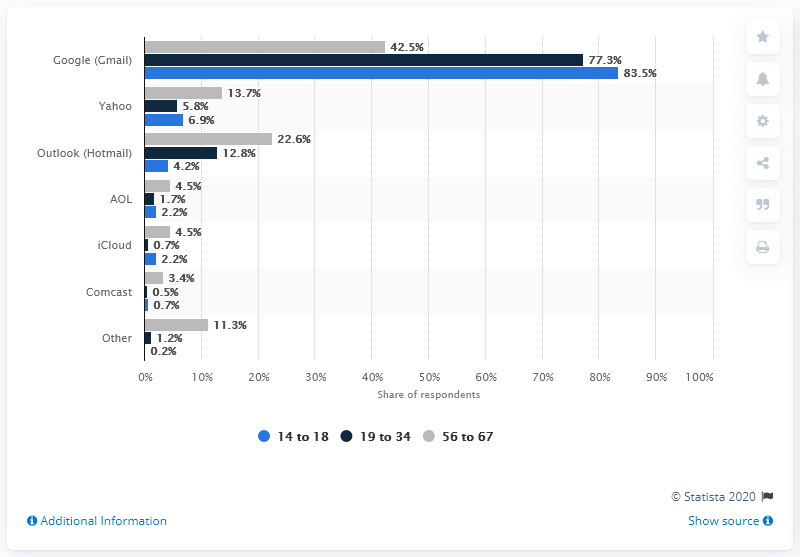 42.5%
Google (Gmail) 77.3%
83.5%
13.7%
Yahoo 5.8%
6.9%
22.6%
Outlook (Hotmail) 12.8%
4.2%
4.5%
AOL 1.7%
2.2%
4.5%
iCloud 0.7%
2.2%
3.4%
Comcast 0.5%
0.7%
11.3%
Other 1.2%
0.2%
0% 10% 20% 30% 40% 50% 60% 70% 80% 90% 100%
Share of respondents
14 to 18 19 to 34 56 to 67
© Statista 2020
Additional Information Show source